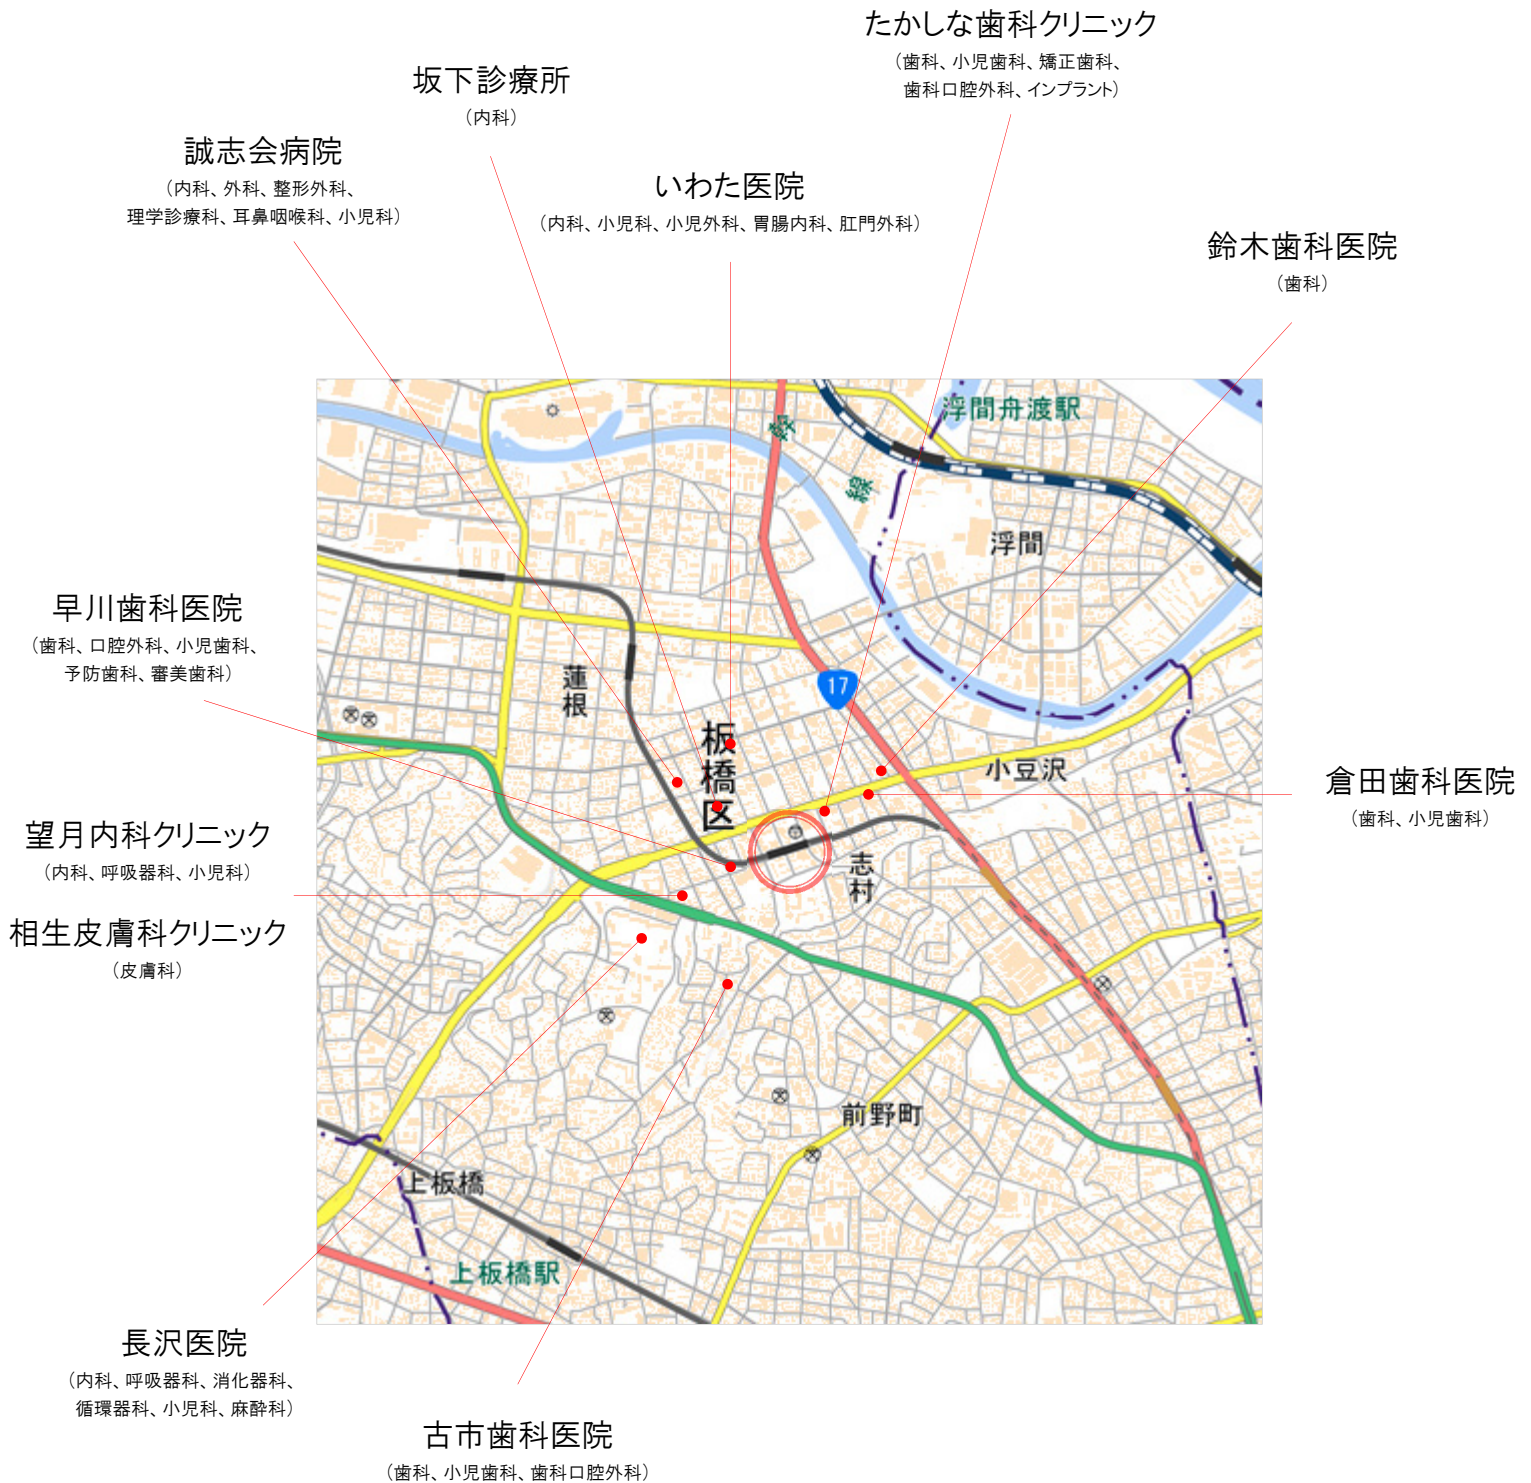 たかしな歯科クリニック
（歯科、小児歯科、矯正歯科、
歯科口腔外科、インプラント）
坂下診療所
（内科）
誠志会病院
（内科、外科、整形外科、
理学診療科、耳鼻咽喉科、小児科）
いわた医院
（内科、小児科、小児外科、胃腸内科、肛門外科）
鈴木歯科医院
（歯科）
浮間舟渡駅
線
浮間
早川歯科医院
（歯科、口腔外科、小児歯科、
予防歯科、審美歯科）
蓮根
17
板橋区
小豆沢
倉田歯科医院
（歯科、小児歯科）
望月内科クリニック
（内科、呼吸器科、小児科）
志村
相生皮膚科クリニック
（皮膚科）
前野町
上板橋
上板橋駅
長沢医院
（内科、呼吸器科、消化器科、
循環器科、小児科、麻酔科）
古市歯科医院
（歯科、小児歯科、歯科口腔外科）